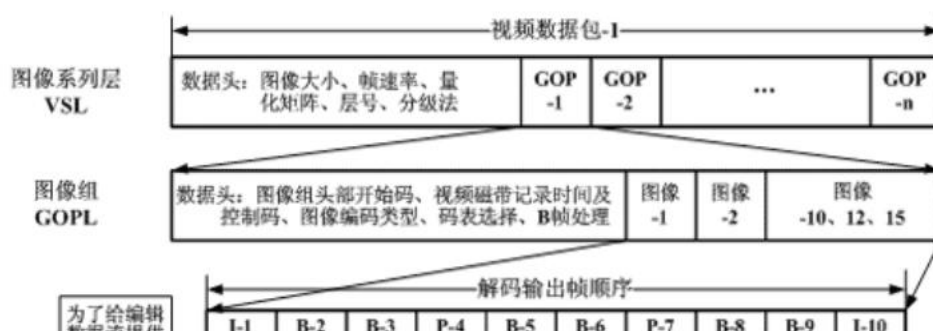 视频数据包-1
图像系列层
VSL
数据头：图像大小、帧速率、量
化矩阵、层号、分级法
GOP
-1
GOP
-2
...
GOP
-n
图像组
GOPL
数据头：图像组头部开始码、视频磁带记录时间及
控制码、图像编码类型、码表选择、B帧处理
图像
-1
图像
-2
图像
-10、12、15
解码输出帧顺序
为了给编辑
I-1
B-2
B-3
P-4
B-5
B-6
P-7
B-8
B-9
I-10